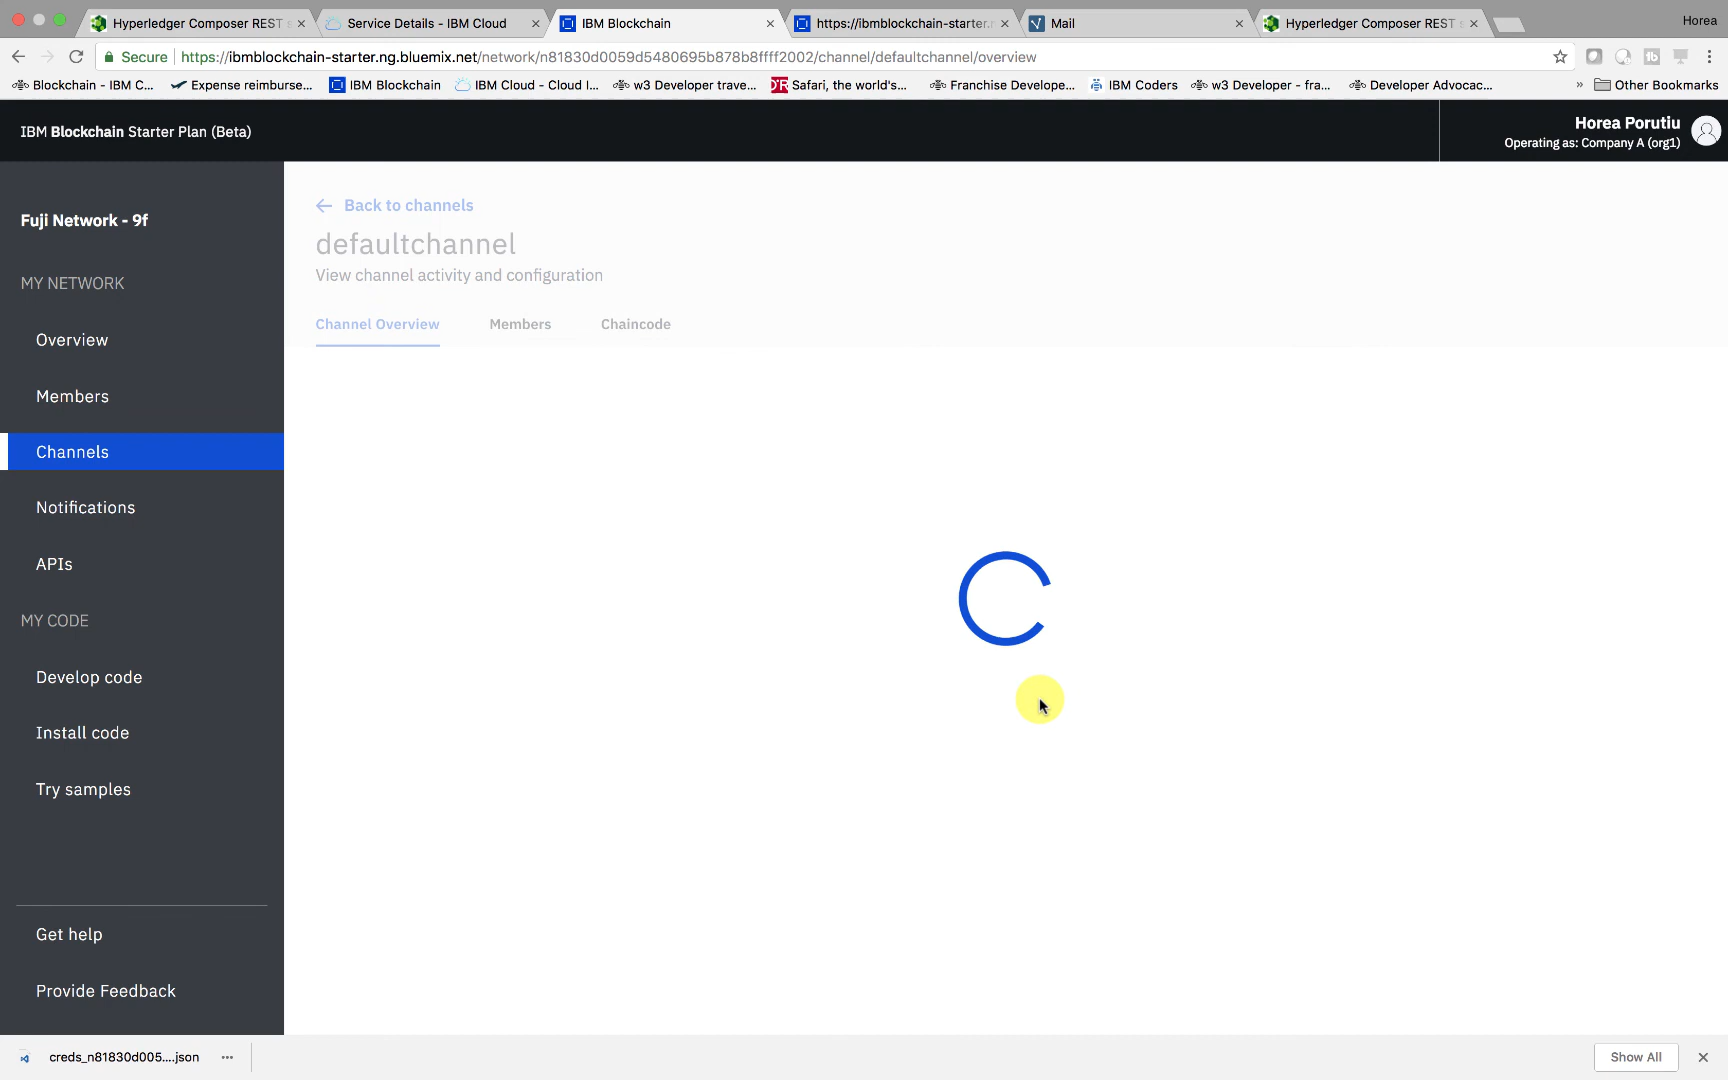 Hyperledger Composer REST s
Service Details - IBM Cloud
IBM Blockchain
https://ibmblockchain-starter.n
Mail
Hyperledger Composer REST s
Horea
Secure
https://ibmblockchain-starter.ng.bluemix.net/network/n81830d0059d5480695b878b8ffff2002/channel/defaultchannel/overview
Blockchain - IBM C...
Expense reimburse...
IBM Blockchain
IBM Cloud - Cloud I...
w3 Developer trave...
Safari, the world's...
Franchise Develope...
IBM Coders
w3 Developer - fra...
Developer Advocac...
»
Other Bookmarks
IBM Blockchain Starter Plan (Beta)
Horea Porutiu
Operating as: Company A (org1)
Fuji Network - 9f
MY NETWORK
Overview
Members
Channels
Notifications
APIs
MY CODE
Develop code
Install code
Try samples
Get help
Provide Feedback
Back to channels
defaultchannel
View channel activity and configuration
Channel Overview
Members
Chaincode
creds_n81830d005....json
Show All